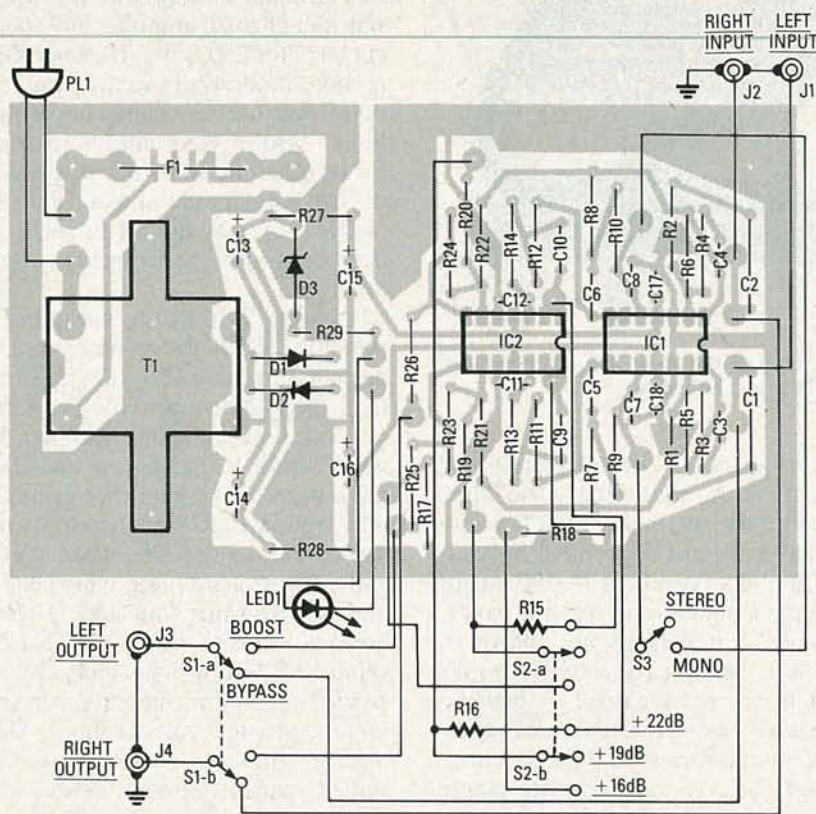 RIGHT INPUT
LEFT INPUT
PL1
J2
J1
F1
R27
C13
D3
C15
R29
D1
D2
T1
C14
C16
R28
R20
R24
R22
R14
R12
C10
R8
R10
C8
C17
R2
R6
R4
C4
C2
C12
C6
R26
IC2
IC1
C11
C5
C7
C18
R23
R19
R21
R13
R11
C9
R7
R9
R1
R5
R3
C3
C1
R25
R17
R18
LED1
LEFT OUTPUT
J3
S1-a
BOOST
BYPASS
R15
S2-a
STEREO
S3
MONO
R16
+22dB
RIGHT OUTPUT
J4
S1-b
S2-b
+19dB
+16dB